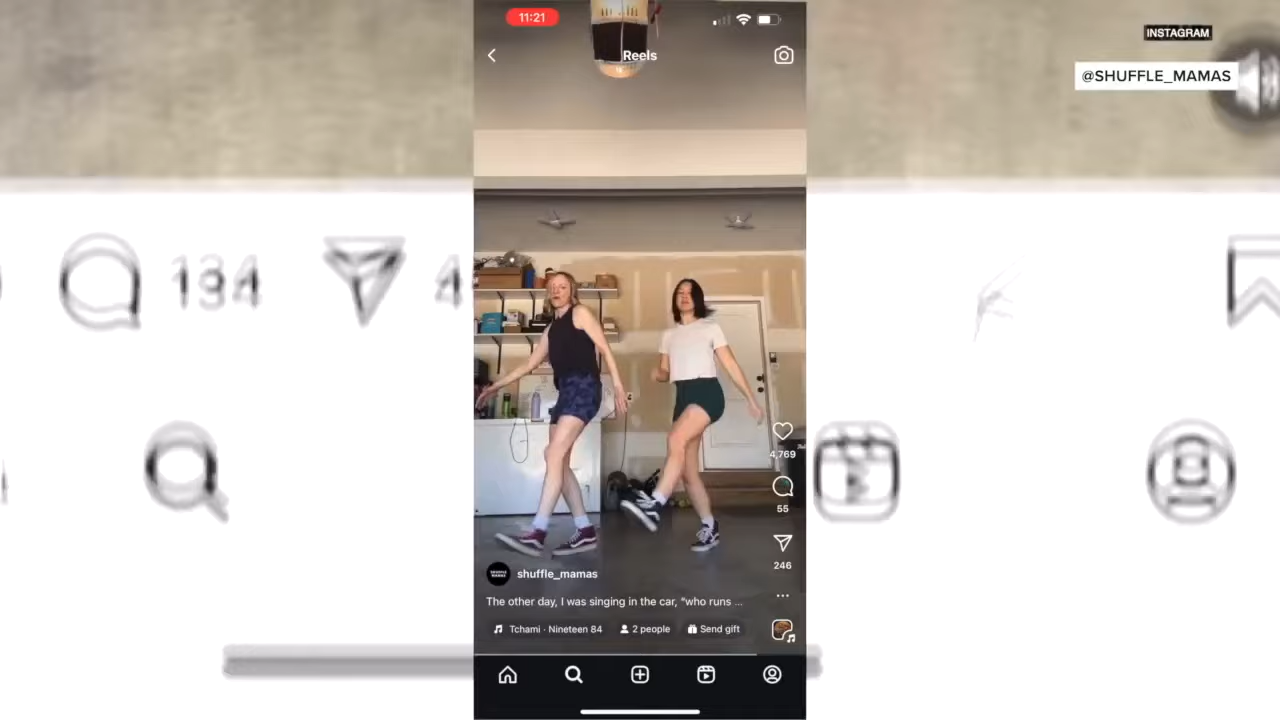 11:21
Reels
INSTAGRAM
@SHUFFLE_MAMAS
134
4
4,769
55
246
shuffle_mamas
The other day, I was singing in the car, “who runs ...
Tchami · Nineteen 84
2 people
Send gift